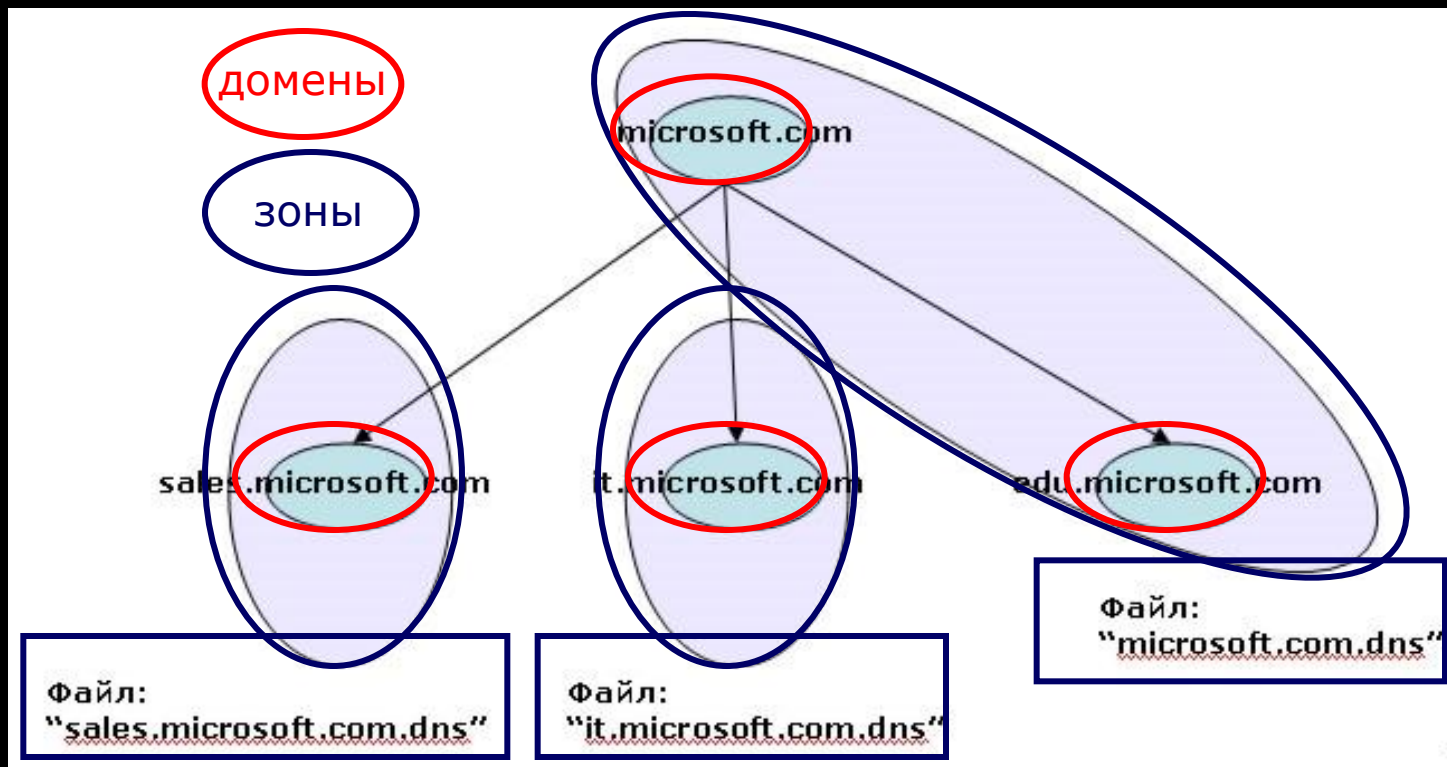 домены
microsoft.com
зоны
sales.microsoft.com
it.microsoft.com
edu.microsoft.com
Файл:
“sales.microsoft.com.dns”
Файл:
“it.microsoft.com.dns”
Файл:
“microsoft.com.dns”